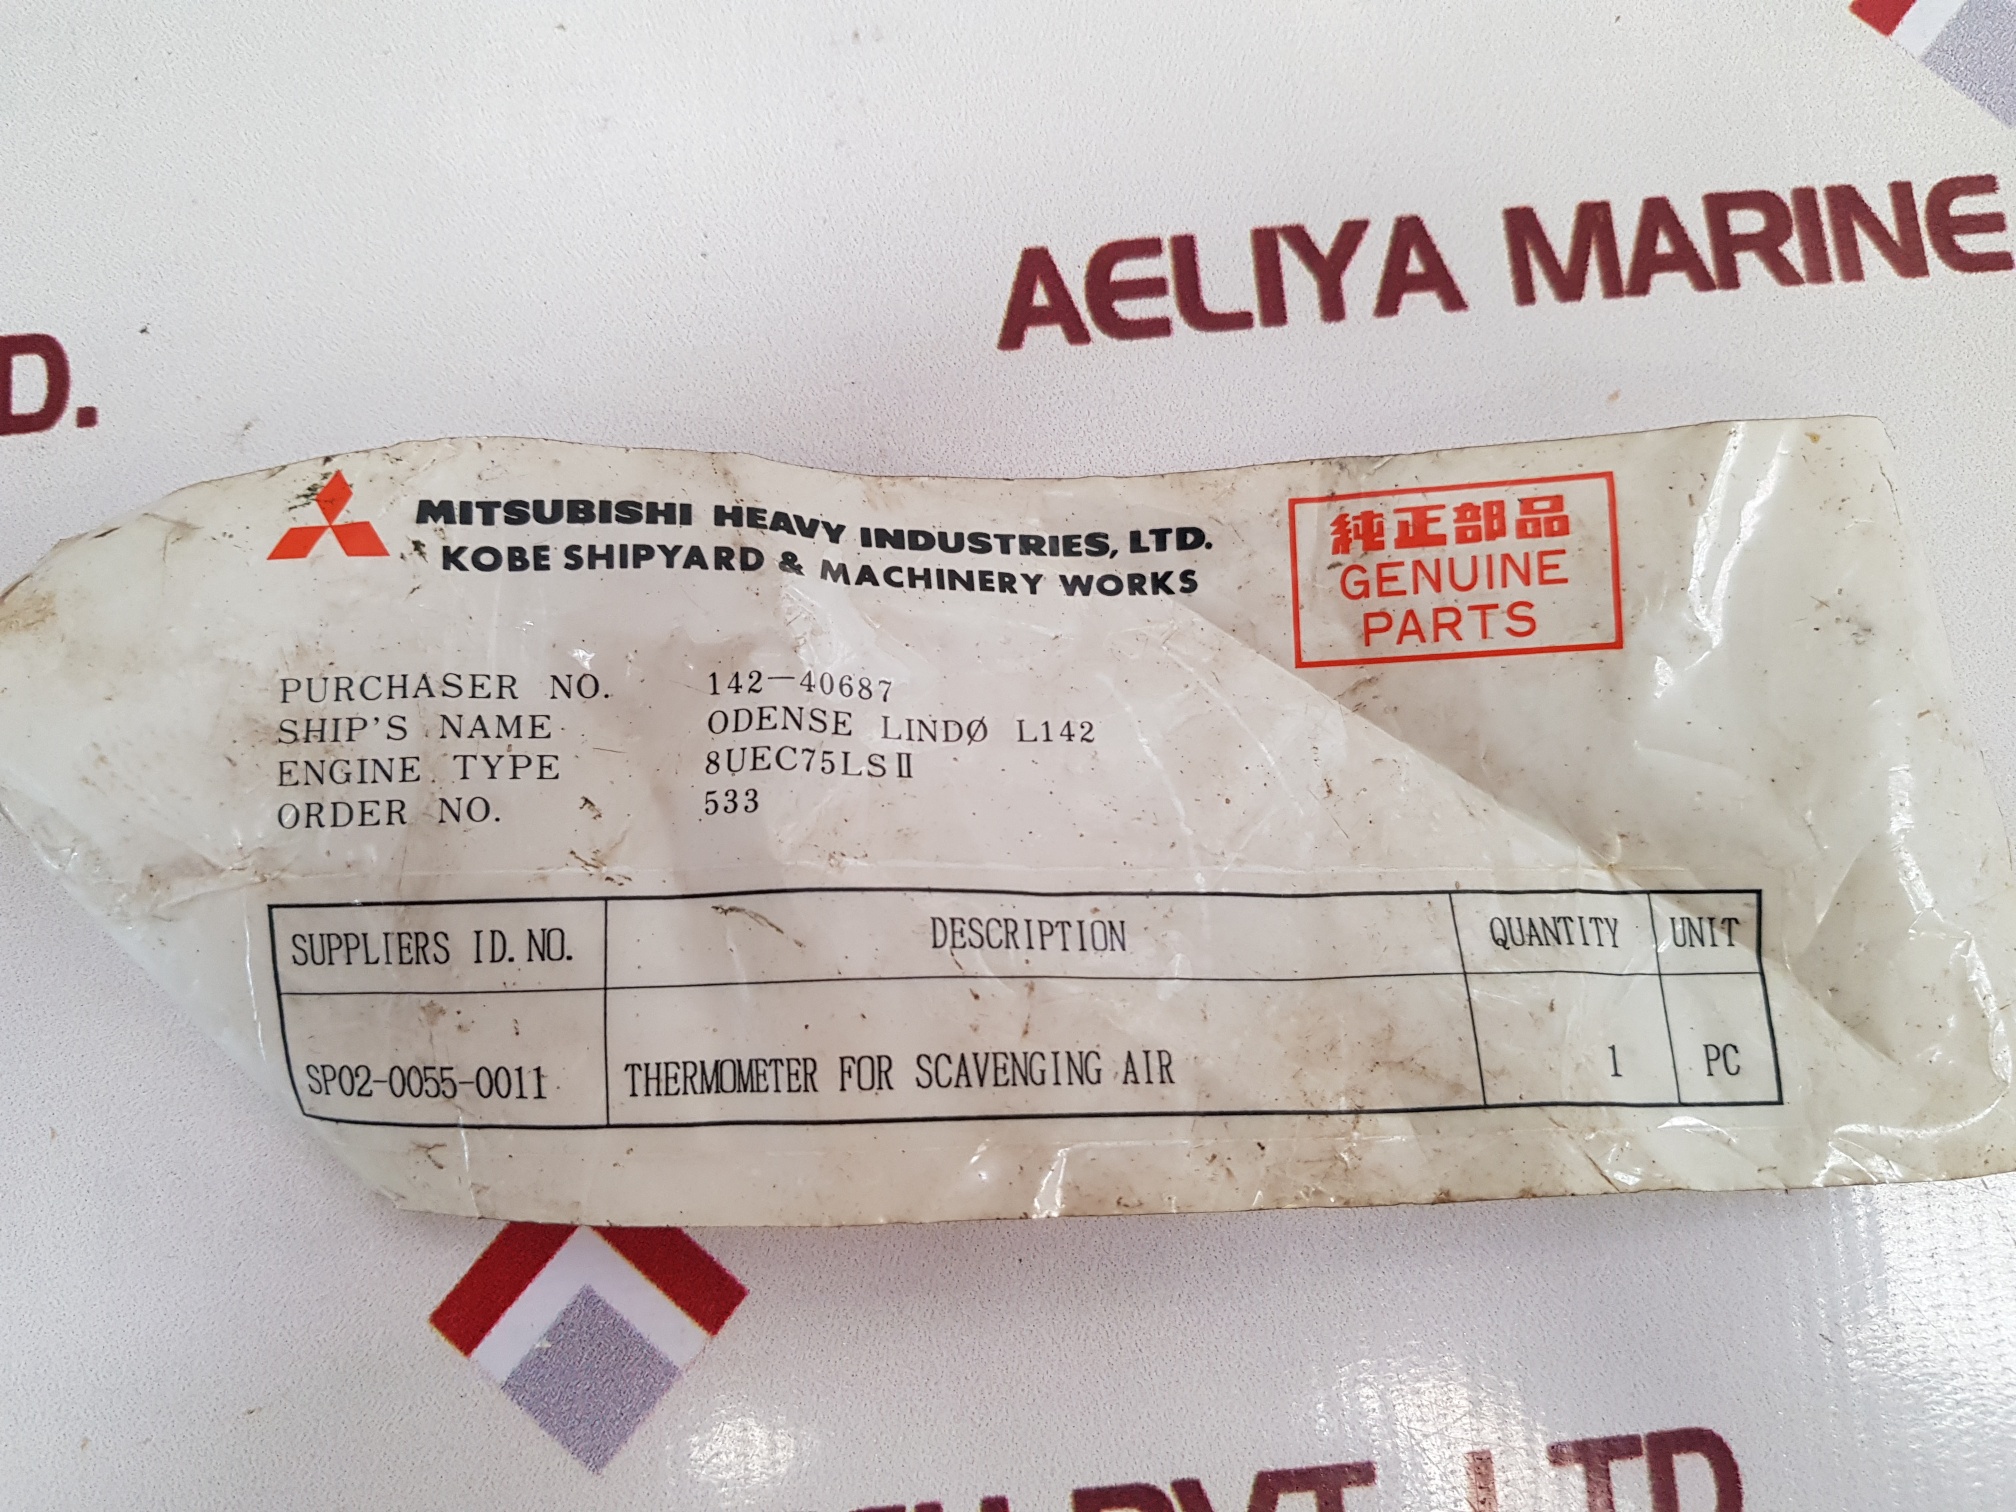 AELIYA MARINE
D.
MITSUBISHI HEAVY INDUSTRIES, LTD.
KOBE SHIPYARD & MACHINERY WORKS
純正部品
GENUINE
PARTS
PURCHASER NO. 142-40687
SHIP'S NAME ODENSE LINDØ L142
ENGINE TYPE 8UEC75LSⅡ
ORDER NO. 533
SUPPLIERS ID. NO. DESCRIPTION QUANTITY UNIT
SP02-0055-0011 THERMOMETER FOR SCAVENGING AIR 1 PC
PVT LTD